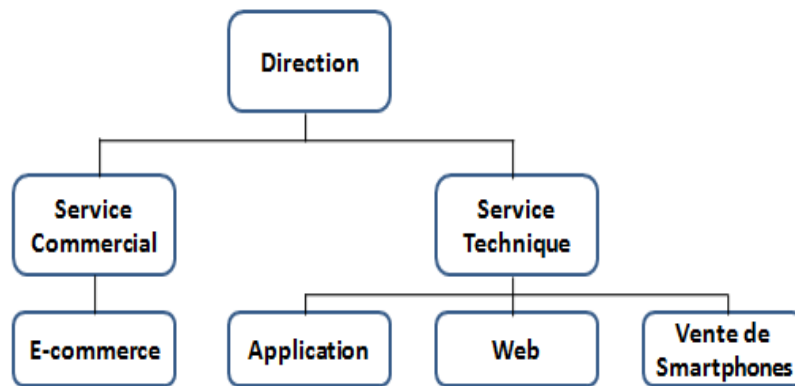 Direction
Service
Commercial
Service
Technique
E-commerce
Application
Web
Vente de
Smartphones